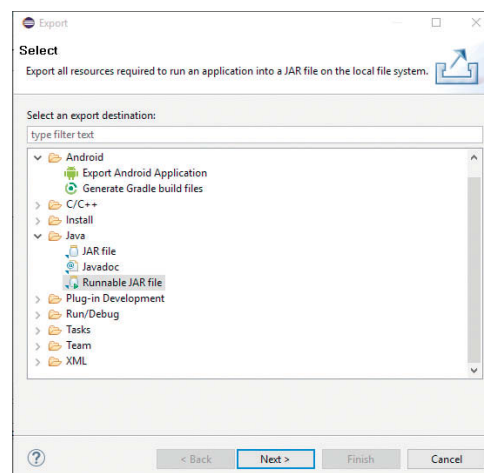 Export
Select
Export all resources required to run an application into a JAR file on the local file system.
Select an export destination:
type filter text
Android
Export Android Application
Generate Gradle build files
C/C++
Install
Java
JAR file
Javadoc
Runnable JAR file
Plug-in Development
Run/Debug
Tasks
Team
XML
? < Back Next > Finish Cancel